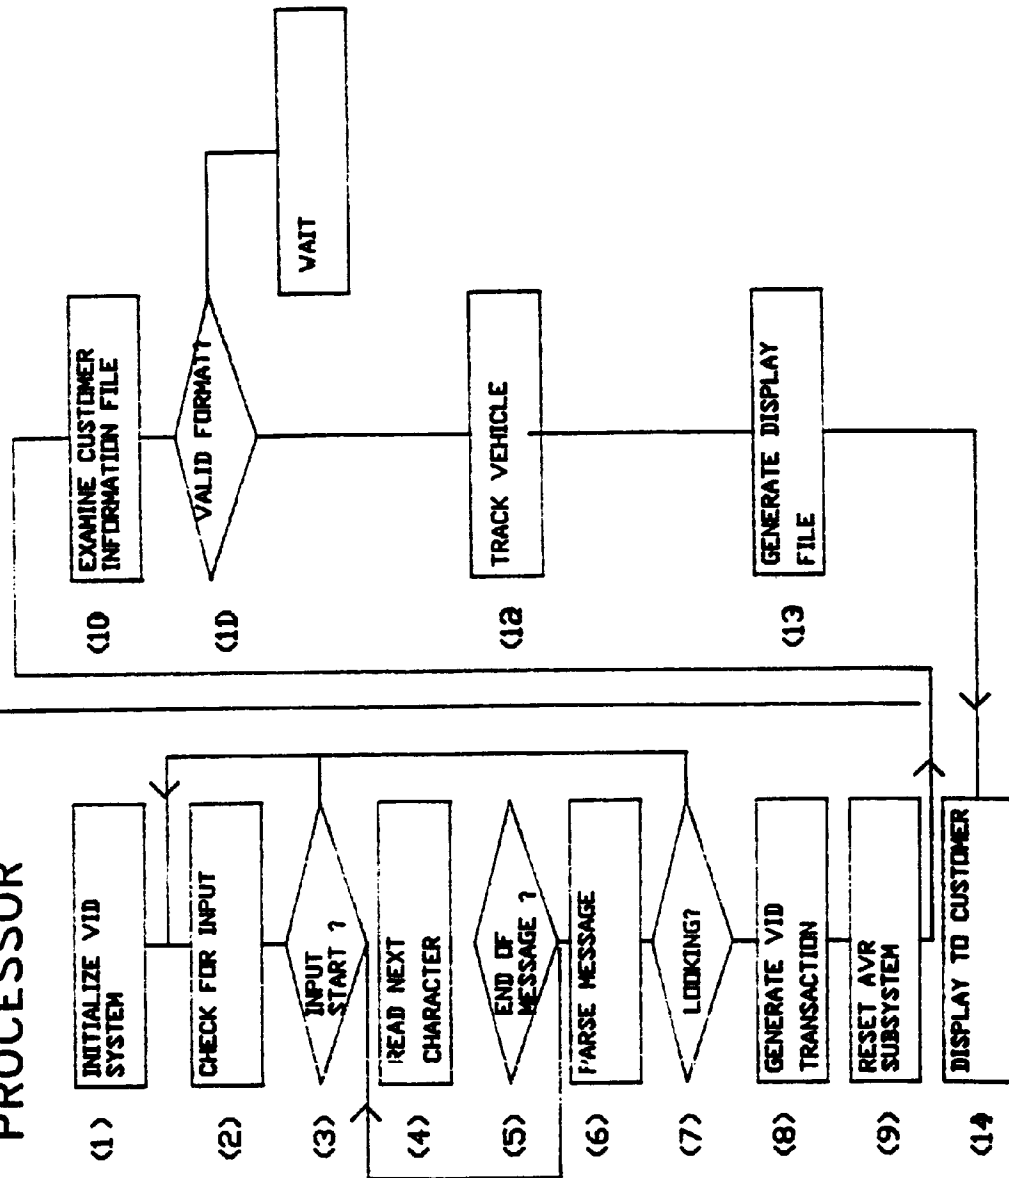 PROCESSOR
(1)
INITIALIZE VID
SYSTEM
(2)
CHECK FOR INPUT
(3)
INPUT
START ?
(4)
READ NEXT
CHARACTER
(5)
END OF
MESSAGE ?
(6)
PARSE MESSAGE
(7)
LOOKING?
(8)
GENERATE VID
TRANSACTION
(9)
RESET AVR
SUBSYSTEM
(14
DISPLAY TO CUSTOMER
(10
EXAMINE CUSTOMER
INFORMATION FILE
(1D
VALID FORMAT?
WAIT
(12
TRACK VEHICLE
(13
GENERATE DISPLAY
FILE